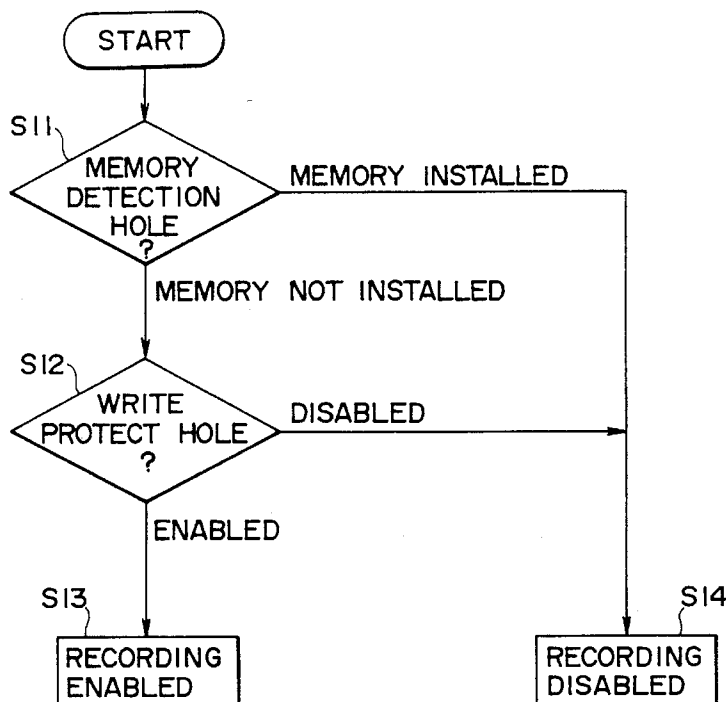 START
S11
MEMORY
DETECTION
HOLE
?
MEMORY INSTALLED
MEMORY NOT INSTALLED
S12
WRITE
PROTECT HOLE
?
DISABLED
ENABLED
S13
RECORDING
ENABLED
S14
RECORDING
DISABLED